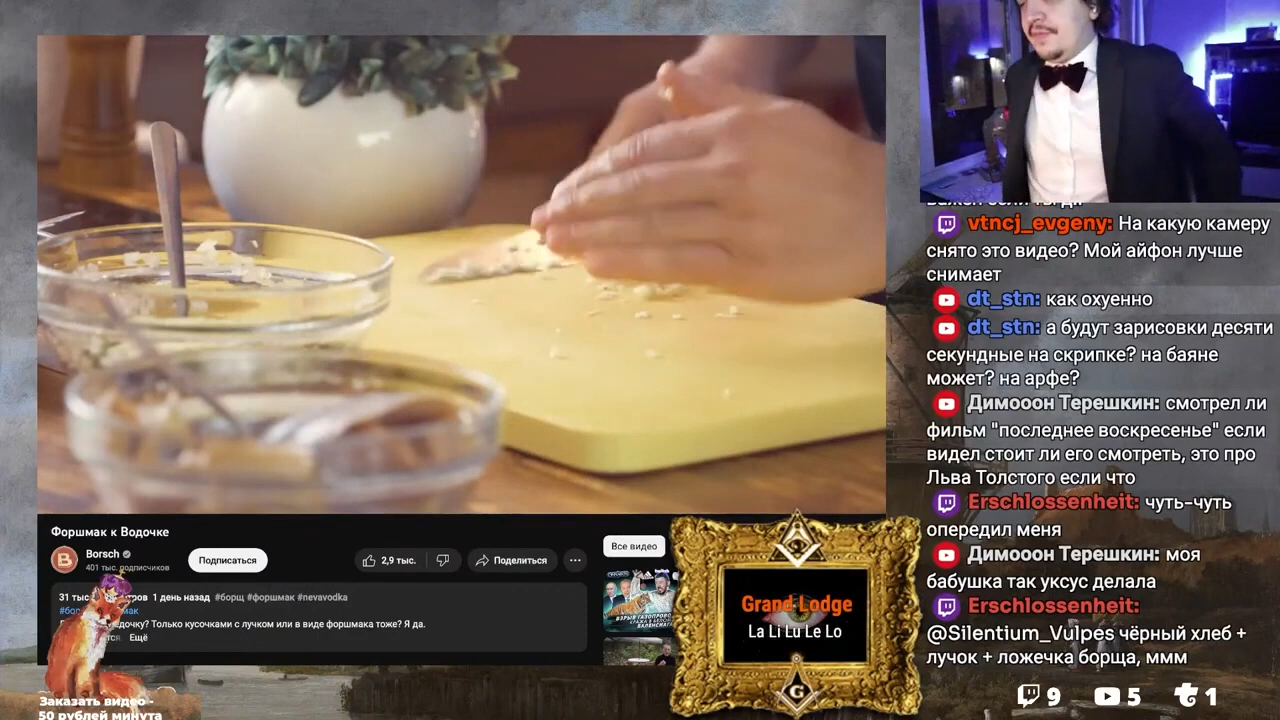 Форшмак к Водочке
Borsch
401 тыс. подписчиков
Подписаться
2,9 тыс.
Поделиться
Все видео
31 тыс
1 день назад #борщ #форшмак #nevavodka
Только кусочками с лучком или в виде форшмака тоже? Я да.
Ещё
Заказать видео -
50 рублей минута
Grand Lodge
La Li Lu Le Lo
G
vtncj_evgeny: На какую камеру
снято это видео? Мой айфон лучше
снимает
dt_stn: как охуенно
dt_stn: а будут зарисовки десяти
секундные на скрипке? на баяне
может? на арфе?
Димооон Терешкин: смотрел ли
фильм "последнее воскресенье" если
видел стоит ли его смотреть, это про
Льва Толстого если что
Erschlossenheit: чуть-чуть
опередил меня
Димооон Терешкин: моя
бабушка так уксус делала
Erschlossenheit:
@Silentium_Vulpes чёрный хлеб +
лучок + ложечка борща, ммм
9
5
1